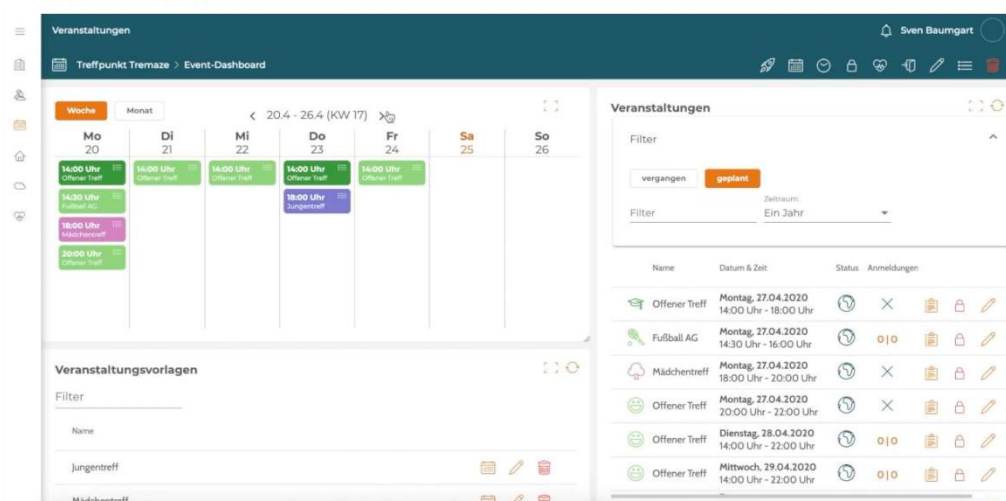 Veranstaltungen
Sven Baumgart
Treffpunkt Tremaze > Event-Dashboard
Woche
Monat
20.4 - 26.4 (KW 17)
Mo
20
Di
21
Mi
22
Do
23
Fr
24
Sa
25
So
26
14:00 Uhr
Offener Treff
14:30 Uhr
Fußball AG
18:00 Uhr
Mädchentreff
20:00 Uhr
Offener Treff
14:00 Uhr
Offener Treff
14:00 Uhr
Offener Treff
14:00 Uhr
Offener Treff
18:00 Uhr
Jungentreff
14:00 Uhr
Offener Treff
Veranstaltungsvorlagen
Filter
Name
Jungentreff
Mädchentreff
Veranstaltungen
Filter
vergangen
geplant
Filter
Zeitraum
Ein Jahr
Name Datum & Zeit Status Anmeldungen
Offener Treff Montag, 27.04.2020
14:00 Uhr - 18:00 Uhr
Fußball AG Montag, 27.04.2020
14:30 Uhr - 16:00 Uhr
0|0
Mädchentreff Montag, 27.04.2020
18:00 Uhr - 20:00 Uhr
Offener Treff Montag, 27.04.2020
20:00 Uhr - 22:00 Uhr
Offener Treff Dienstag, 28.04.2020
14:00 Uhr - 22:00 Uhr
0|0
Offener Treff Mittwoch, 29.04.2020
14:00 Uhr - 22:00 Uhr
0|0